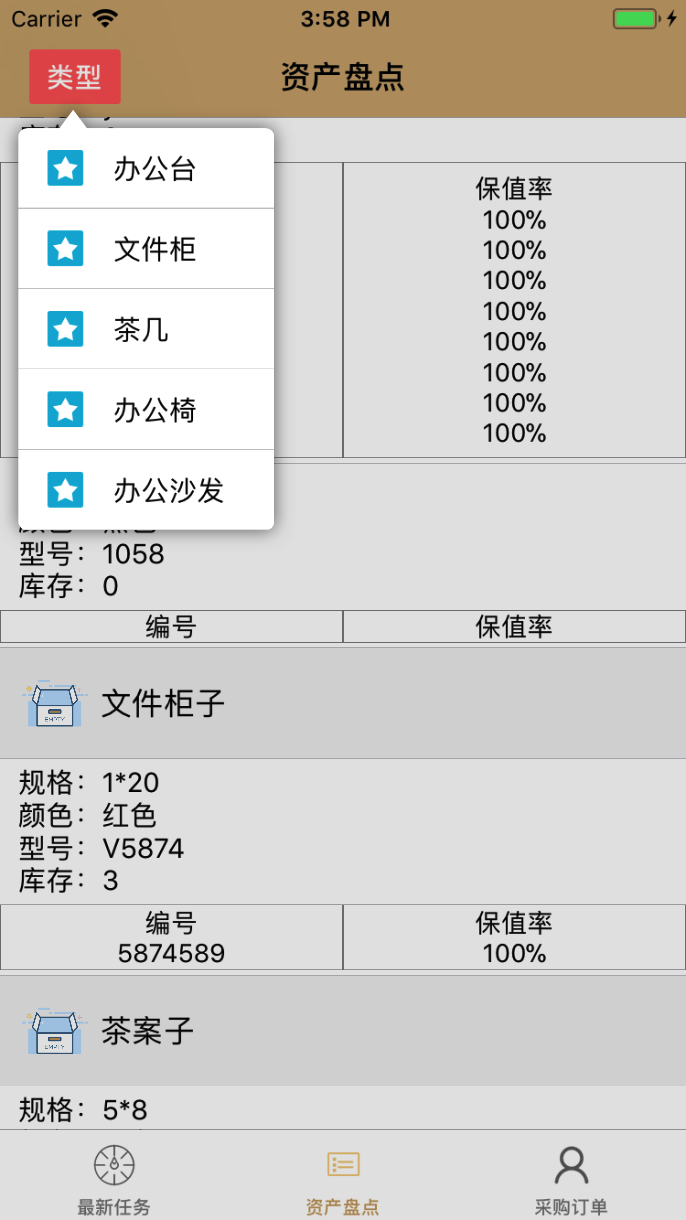 Carrier 3:58 PM
类型 资产盘点
办公台
文件柜
茶几
办公椅
办公沙发
保值率
100%
100%
100%
100%
100%
100%
100%
100%
型号：1058
库存：0
编号 保值率
EMPTY
文件柜子
规格：1*20
颜色：红色
型号：V5874
库存：3
编号 保值率
5874589 100%
EMPTY
茶案子
规格：5*8
最新任务 资产盘点 采购订单